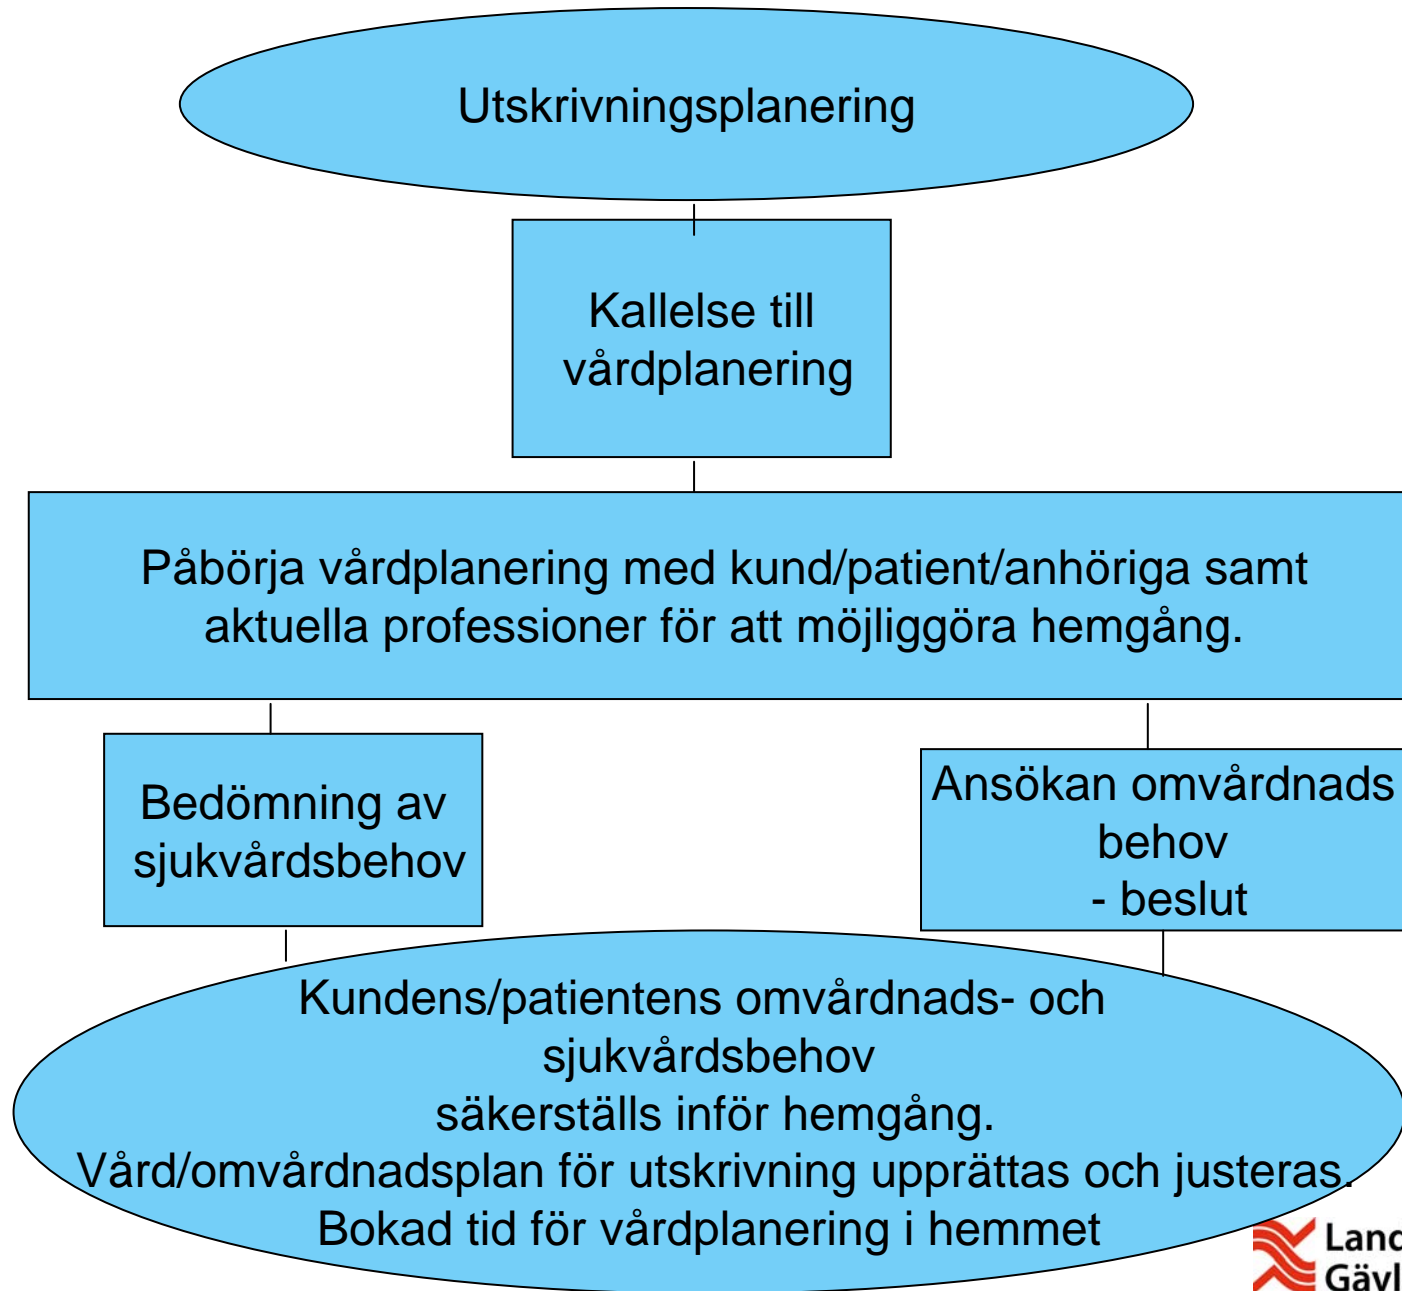 Utskrivningsplanering
Kallelse till
vårdplanering
Påbörja vårdplanering med kund/patient/anhöriga samt
aktuella professioner för att möjliggöra hemgång.
Bedömning av
sjukvårdsbehov
Ansökan omvårdnads
behov
- beslut
Kundens/patientens omvårdnads- och
sjukvårdsbehov
säkerställs inför hemgång.
Vård/omvårdnadsplan för utskrivning upprättas och justeras.
Bokad tid för vårdplanering i hemmet